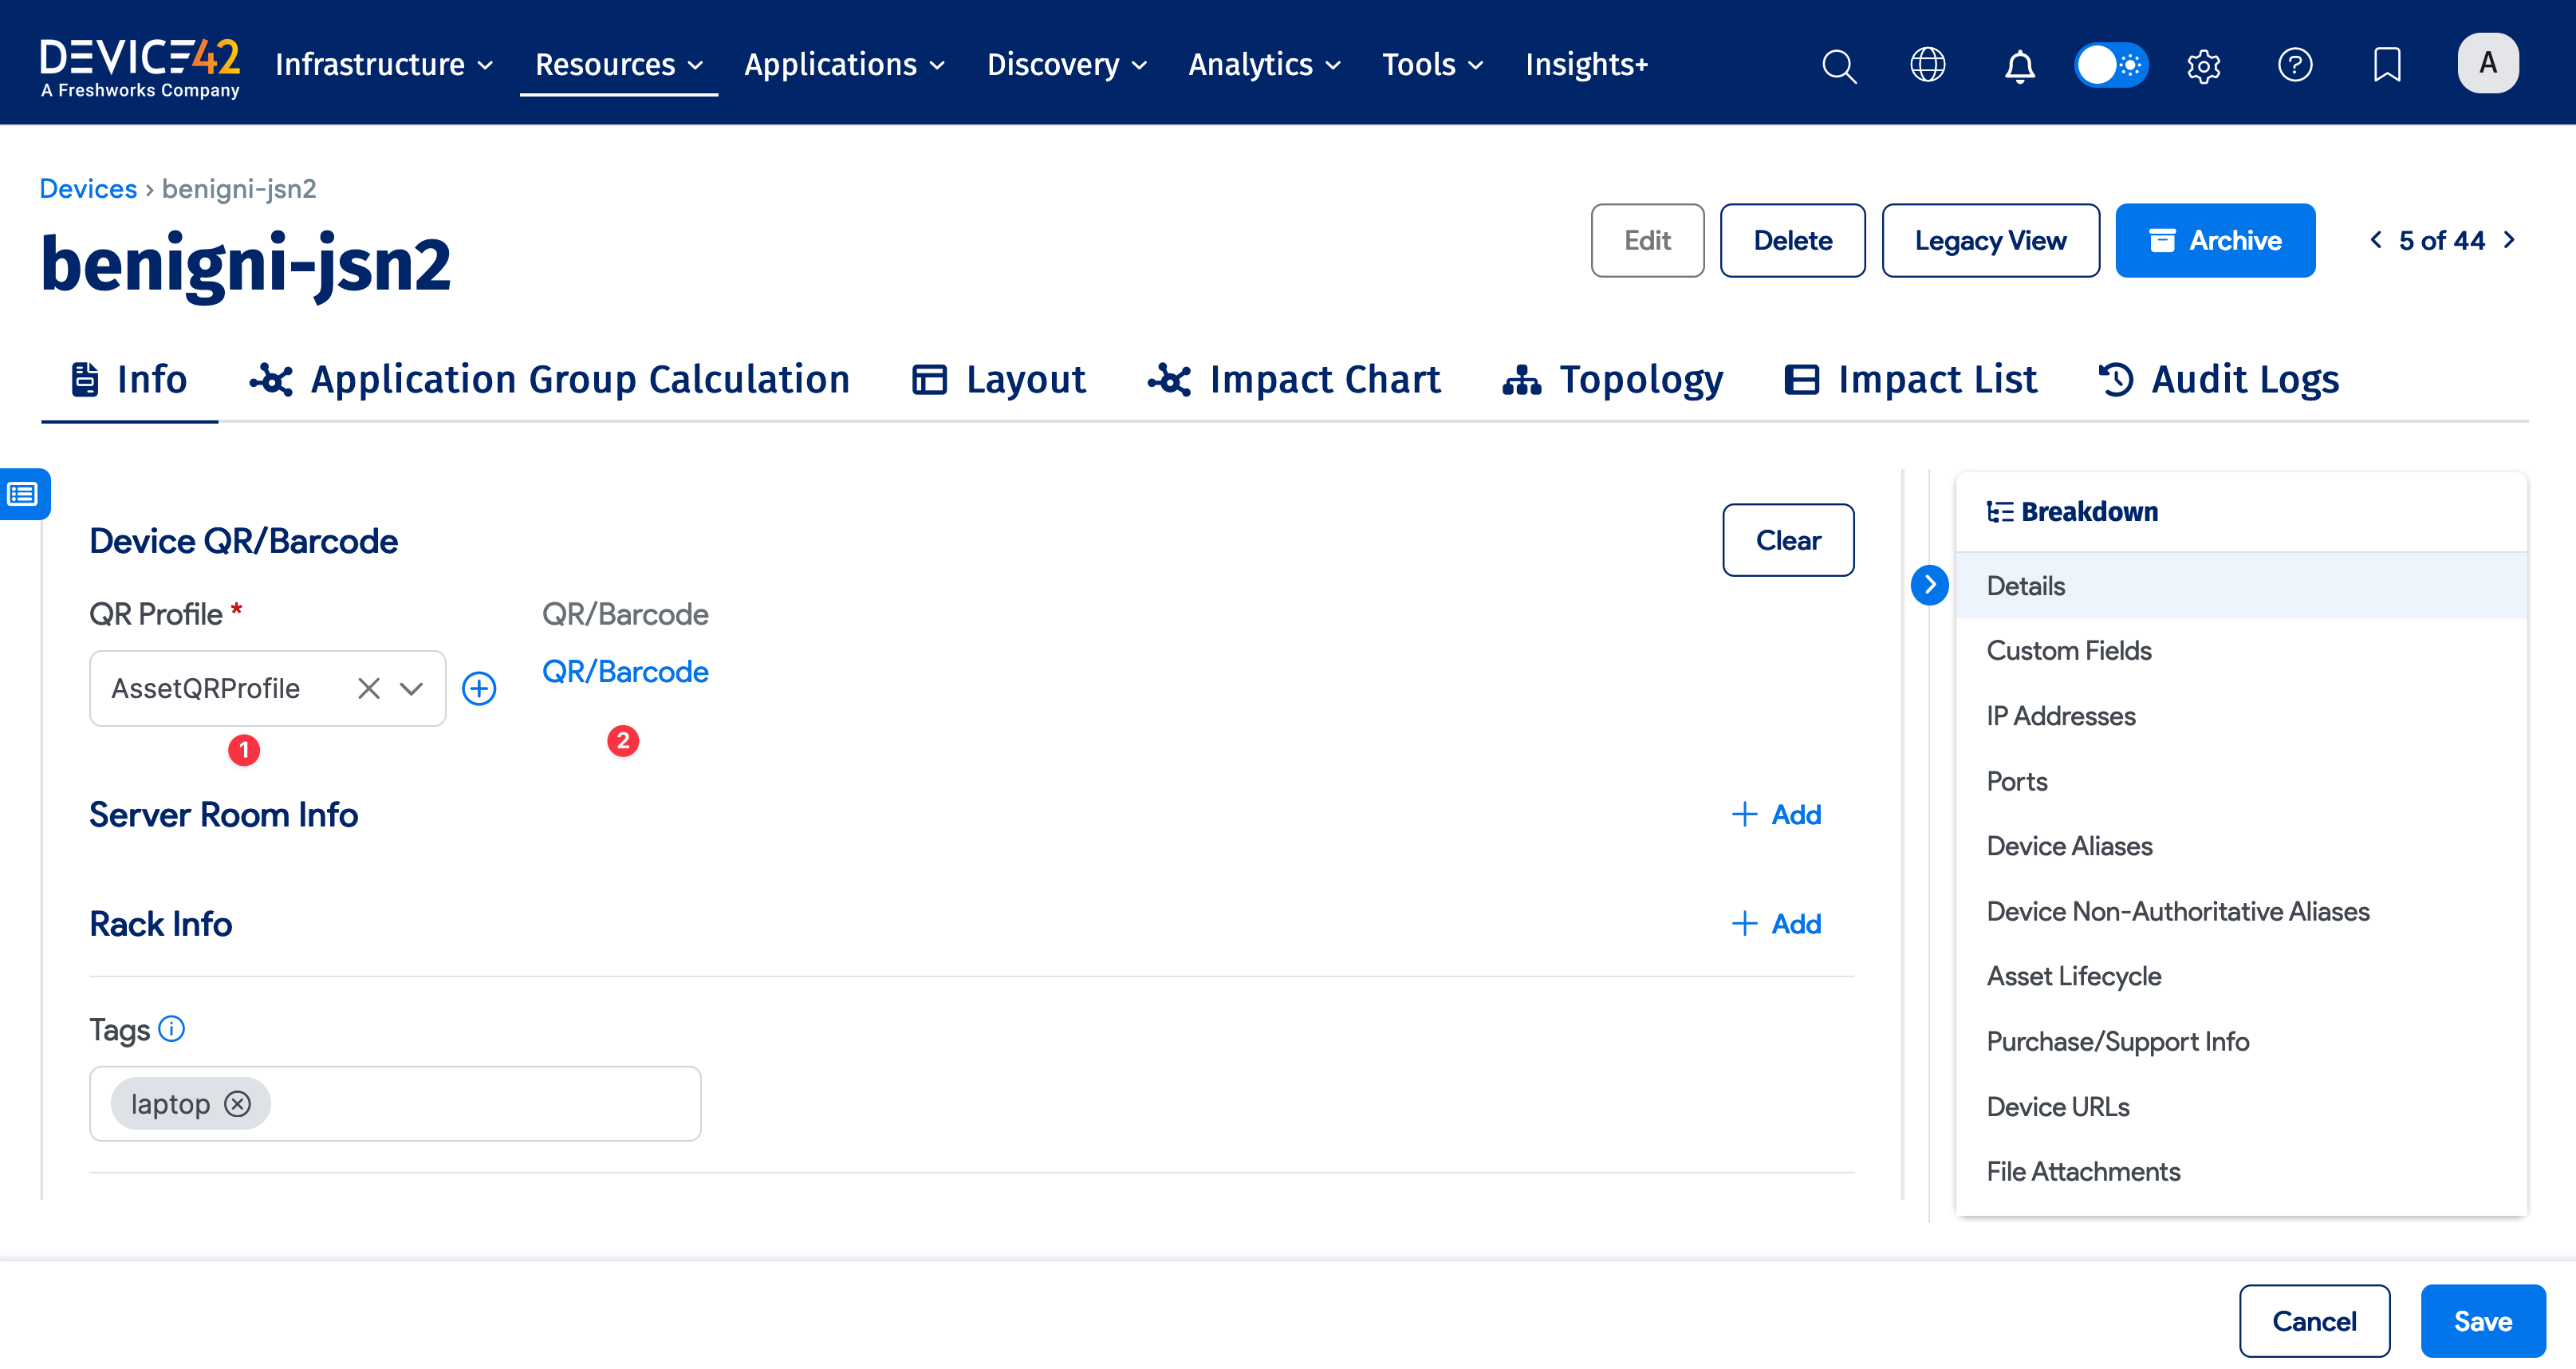 DEVICE42
A Freshworks Company
Infrastructure Resources Applications Discovery Analytics Tools Insights+ A
Devices › benigni-jsn2
benigni-jsn2
Edit Delete Legacy View Archive 5 of 44
Info Application Group Calculation Layout Impact Chart Topology Impact List Audit Logs
Device QR/Barcode
Clear
QR Profile *
QR/Barcode
AssetQRProfile
QR/Barcode
1
2
Server Room Info
Add
Rack Info
Add
Tags
laptop
Breakdown
Details
Custom Fields
IP Addresses
Ports
Device Aliases
Device Non-Authoritative Aliases
Asset Lifecycle
Purchase/Support Info
Device URLs
File Attachments
Cancel Save